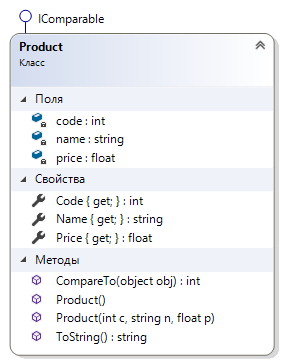 IComparable
Product
Класс
Поля
code : int
name : string
price : float
Свойства
Code { get; } : int
Name { get; } : string
Price { get; } : float
Методы
CompareTo(object obj) : int
Product()
Product(int c, string n, float p)
ToString() : string